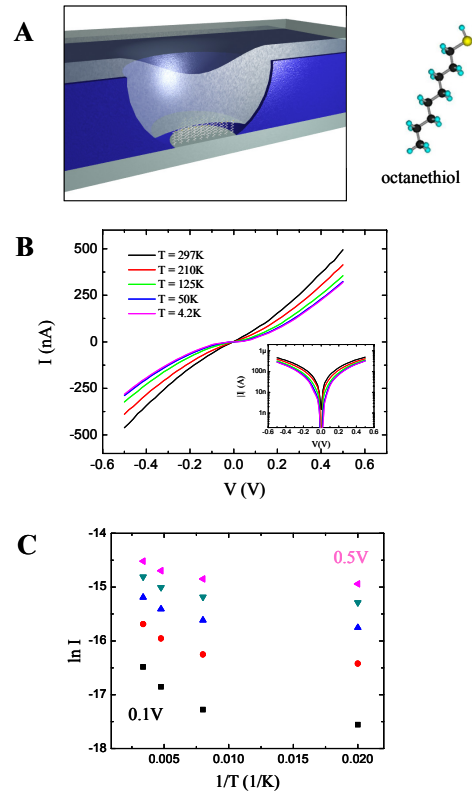 A
octanethiol
B
500
250
0
-250
-500
I (nA)
T = 297K
T = 210K
T = 125K
T = 50K
T = 4.2K
1μ
100n
10n
1n
|I| (A)
-0.6 -0.4 -0.2 0.0 0.2 0.4 0.6
V(V)
-0.6 -0.4 -0.2 0.0 0.2 0.4 0.6
V (V)
C
-14
-15
-16
-17
-18
ln I
0.5V
0.1V
0.005 0.010 0.015 0.020
1/T (1/K)